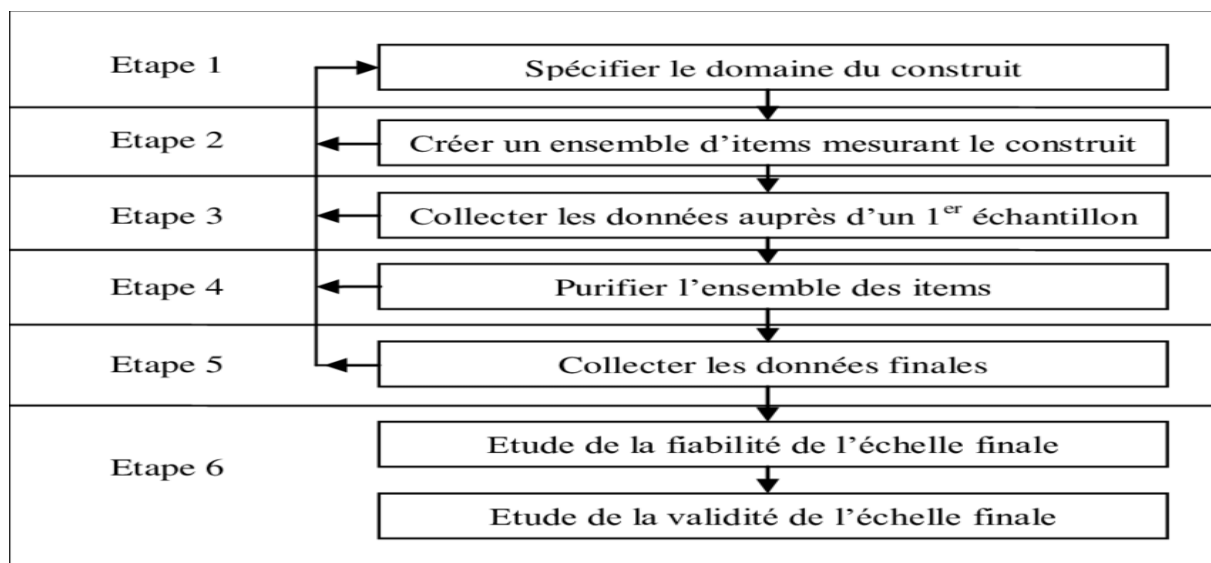 Etape 1
Spécifier le domaine du construit
Etape 2
Créer un ensemble d'items mesurant le construit
Etape 3
Collecter les données auprès d'un 1er échantillon
Etape 4
Purifier l'ensemble des items
Etape 5
Collecter les données finales
Etape 6
Etude de la fiabilité de l'échelle finale
Etude de la validité de l'échelle finale